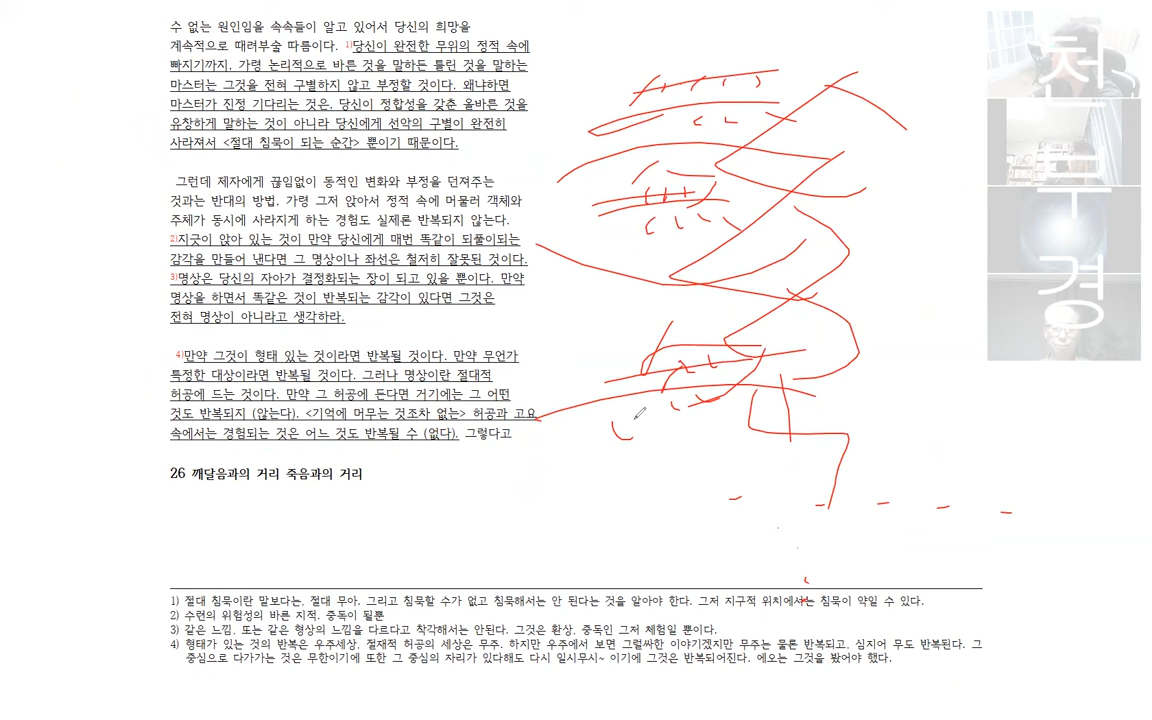 수 없는 원인임을 속속들이 알고 있어서 당신의 희망을
계속적으로 때려부술 따름이다. 1)당신이 완전한 무위의 정적 속에
빠지기까지, 가령 논리적으로 바른 것을 말하든 틀린 것을 말하는
마스터는 그것을 전혀 구별하지 않고 부정할 것이다. 왜냐하면
마스터가 진정 기다리는 것은, 당신이 정합성을 갖춘 올바른 것을
유창하게 말하는 것이 아니라 당신에게 선악의 구별이 완전히
사라져서 <절대 침묵이 되는 순간> 뿐이기 때문이다.
그런데 제자에게 끊임없이 동적인 변화와 부정을 던져주는
것과는 반대의 방법, 가령 그저 앉아서 정적 속에 머물러 객체와
주체가 동시에 사라지게 하는 경험도 실제론 반복되지 않는다.
2)지긋이 앉아 있는 것이 만약 당신에게 매번 똑같이 되풀이되는
감각을 만들어 낸다면 그 명상이나 좌선은 철저히 잘못된 것이다.
3)명상은 당신의 자아가 결정화되는 장이 되고 있을 뿐이다. 만약
명상을 하면서 똑같은 것이 반복되는 감각이 있다면 그것은
전혀 명상이 아니라고 생각하라.
4)만약 그것이 형태 있는 것이라면 반복될 것이다. 만약 무언가
특정한 대상이라면 반복될 것이다. 그러나 명상이란 절대적
허공에 드는 것이다. 만약 그 허공에 든다면 거기에는 그 어떤
것도 반복되지 (않는다). <기억에 머무는 것조차 없는> 허공과 고요
속에서는 경험되는 것은 어느 것도 반복될 수 (없다). 그렇다고
26 깨달음과의 거리 죽음과의 거리
1) 절대 침묵이란 말보다는, 절대 무아, 그리고 침묵할 수가 없고 침묵해서는 안 된다는 것을 알아야 한다. 그저 지구적 위치에서는 침묵이 약일 수 있다.
2) 수련의 위험성의 바른 지적, 중독이 될뿐
3) 같은 느낌, 또는 같은 형상의 느낌을 다르다고 착각해서는 안된다. 그것은 환상, 중독인 그저 체험일 뿐이다.
4) 형태가 있는 것의 반복은 우주세상, 절재적 허공의 세상은 무주, 하지만 우주에서 보면 그럴싸한 이야기겠지만 무주는 물론 반복되고, 심지어 무도 반복된다. 그
중심으로 다가가는 것은 무한이기에 또한 그 중심의 자리가 있다해도 다시 일시무시~ 이기에 그것은 반복되어진다. 에오는 그것을 봤어야 했다.
천
부
경